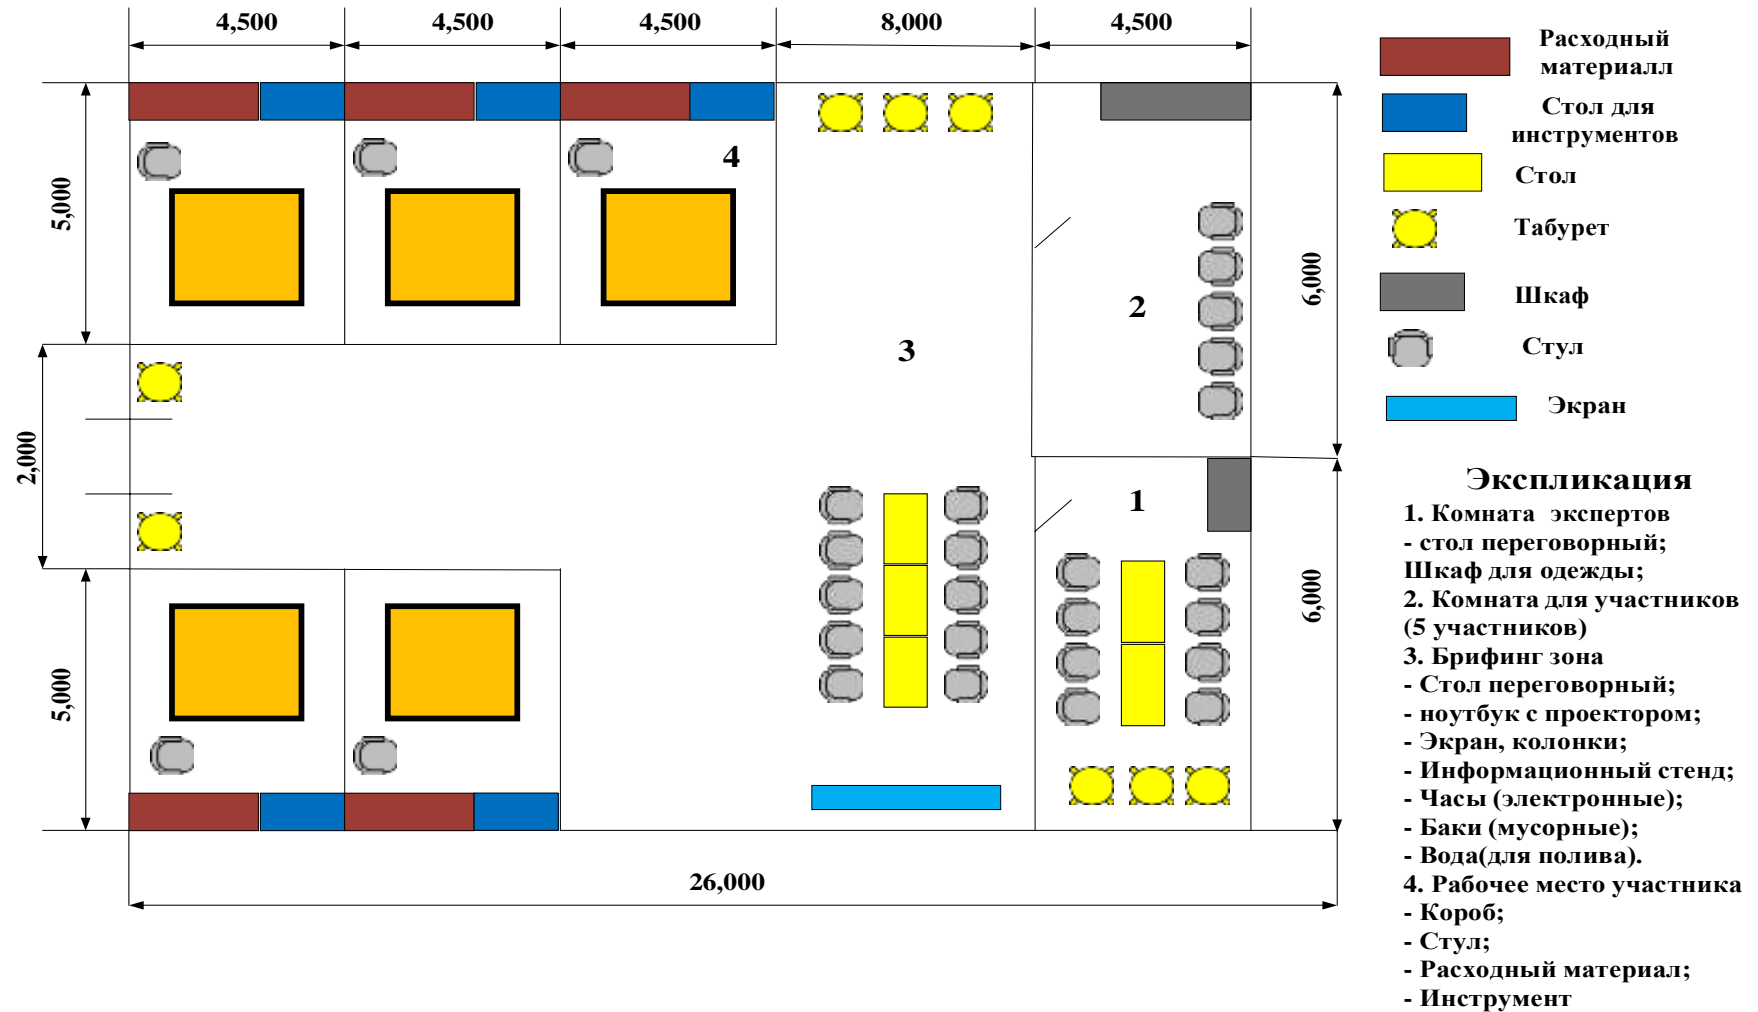 4,500
4,500
4,500
8,000
4,500
5,000
2,000
5,000
6,000
6,000
26,000
4
3
2
1
Расходный
материалл
Стол для
инструментов
Стол
Табурет
Шкаф
Стул
Экран
Экспликация
1. Комната экспертов
- стол переговорный;
Шкаф для одежды;
2. Комната для участников
(5 участников)
3. Брифинг зона
- Стол переговорный;
- ноутбук с проектором;
- Экран, колонки;
- Информационный стенд;
- Часы (электронные);
- Баки (мусорные);
- Вода(для полива).
4. Рабочее место участника
- Короб;
- Стул;
- Расходный материал;
- Инструмент